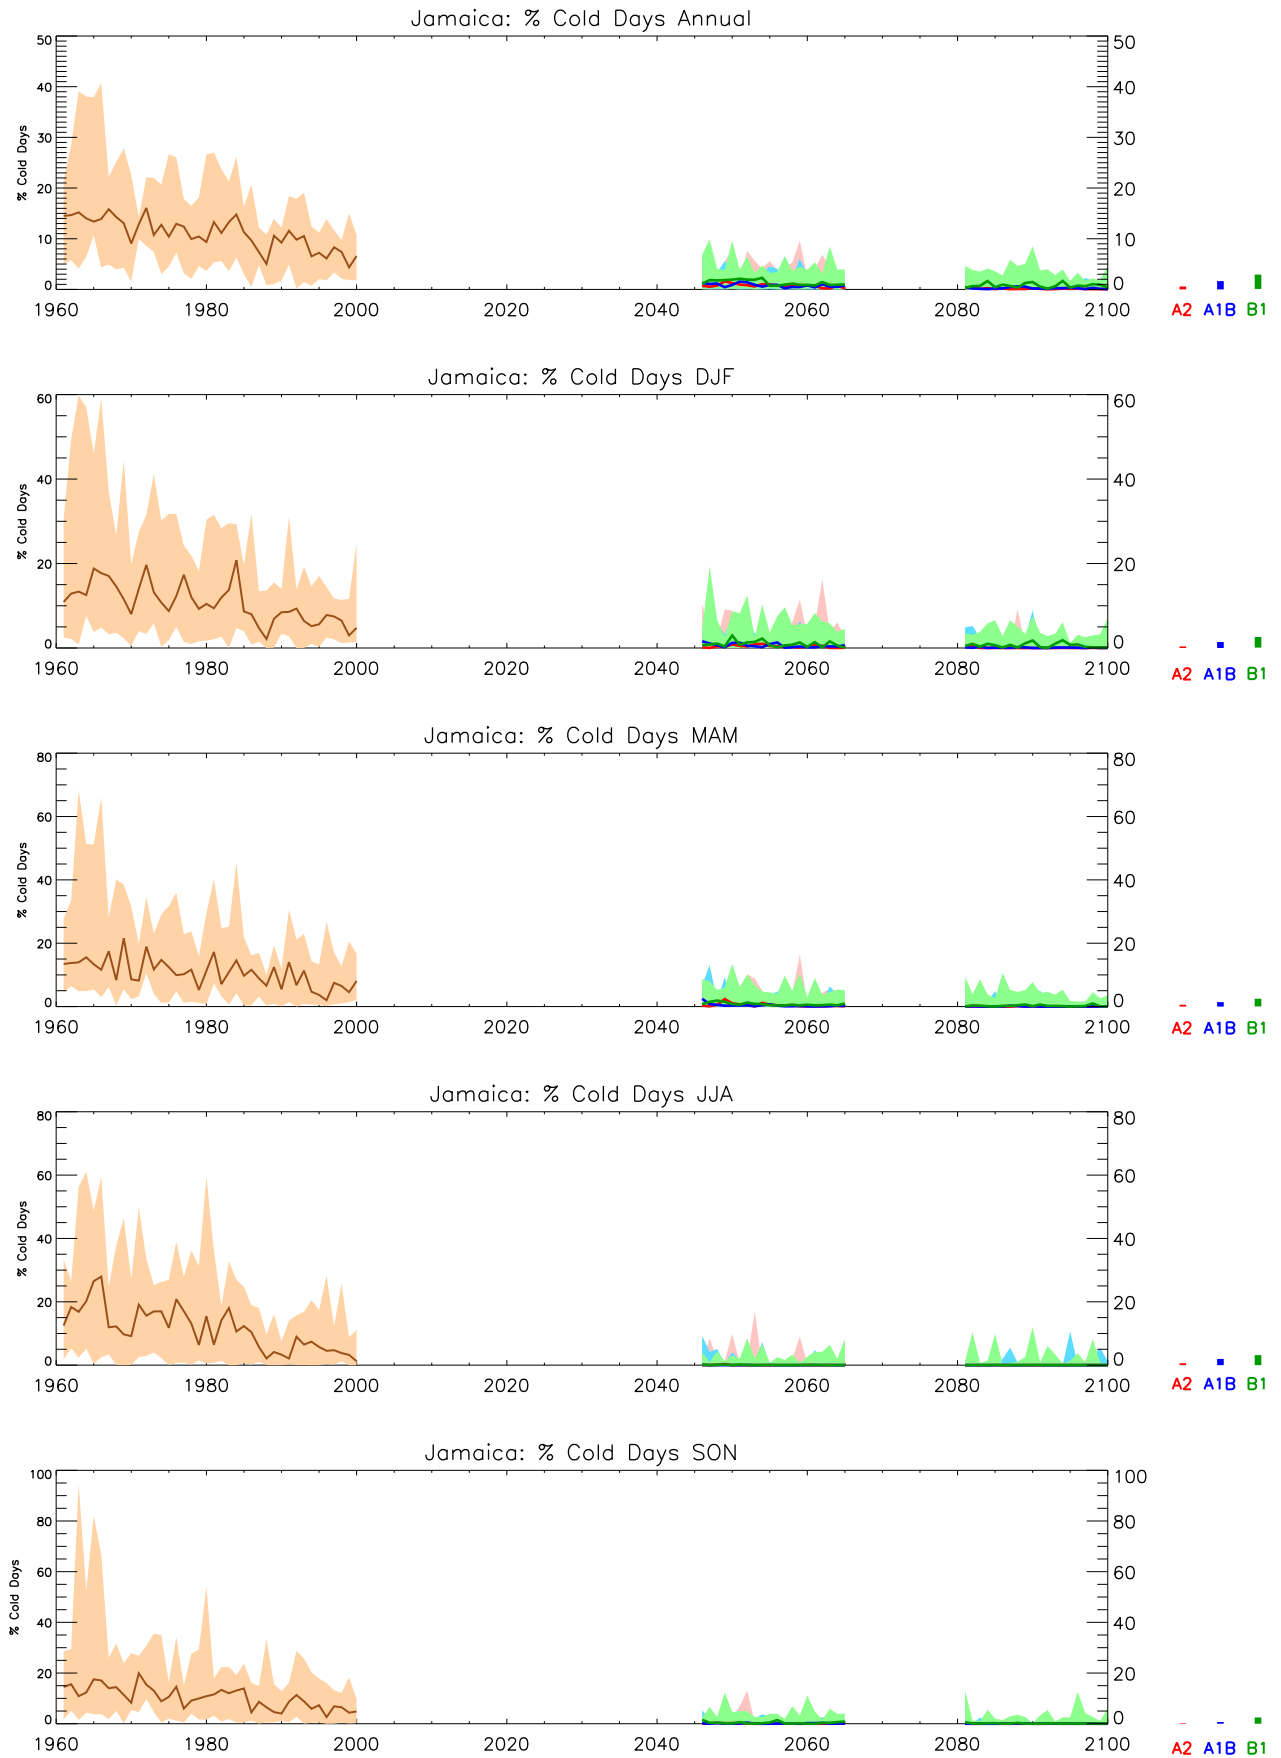 Jamaica: % Cold Days Annual
50 50
40 40
30 30
20 20
10 10
0 0
% Cold Days
1960 1980 2000 2020 2040 2060 2080 2100
A2 A1B B1
Jamaica: % Cold Days DJF
60 60
40 40
20 20
0 0
% Cold Days
1960 1980 2000 2020 2040 2060 2080 2100
A2 A1B B1
Jamaica: % Cold Days MAM
80 80
60 60
40 40
20 20
0 0
% Cold Days
1960 1980 2000 2020 2040 2060 2080 2100
A2 A1B B1
Jamaica: % Cold Days JJA
80 80
60 60
40 40
20 20
0 0
% Cold Days
1960 1980 2000 2020 2040 2060 2080 2100
A2 A1B B1
Jamaica: % Cold Days SON
100 100
80 80
60 60
40 40
20 20
0 0
% Cold Days
1960 1980 2000 2020 2040 2060 2080 2100
A2 A1B B1